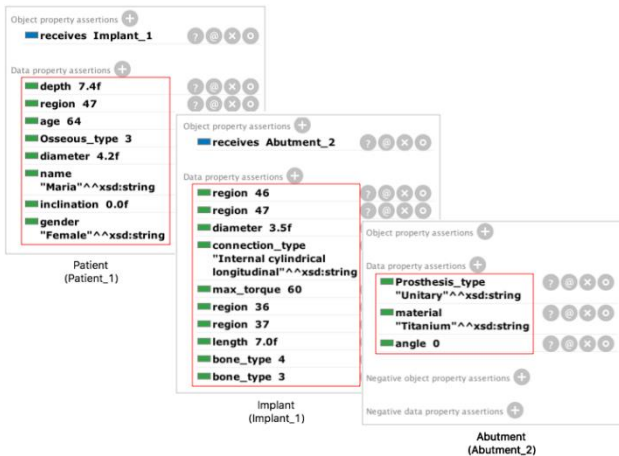 Object property assertions +
receives Implant_1 ? @ × o
Data property assertions +
depth 7.4f ? @ × o
region 47 ? @ × o
age 64
Osseous_type 3
diameter 4.2f
name
"Maria"^^xsd:string
inclination 0.0f
gender
"Female"^^xsd:string
Patient
(Patient_1)
Object property assertions +
receives Abutment_2 ? @ × o
Data property assertions +
region 46 ? @ × o
region 47 ? @ × o
diameter 3.5f
connection_type
"Internal cylindrical
longitudinal"^^xsd:string
max_torque 60
region 36
region 37
length 7.0f
bone_type 4
bone_type 3
Implant
(Implant_1)
Object property assertions +
Data property assertions +
Prosthesis_type ? @ × o
"Unitary"^^xsd:string
material ? @ × o
"Titanium"^^xsd:string
angle 0 ? @ × o
Negative object property assertions +
Negative data property assertions +
Abutment
(Abutment_2)